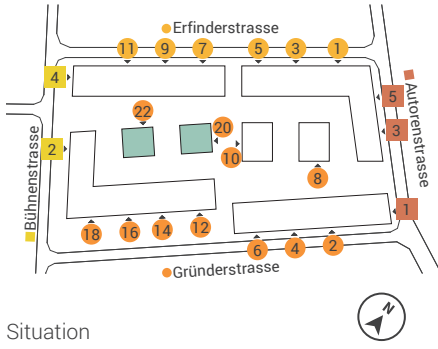 Erfinderstrasse
11 9 7 5 3 1
4
5
22
20
3
Autorenstrasse
2
10
8
Bühnenstrasse
18 16 14 12
1
6 4 2
Gründerstrasse
Situation
N